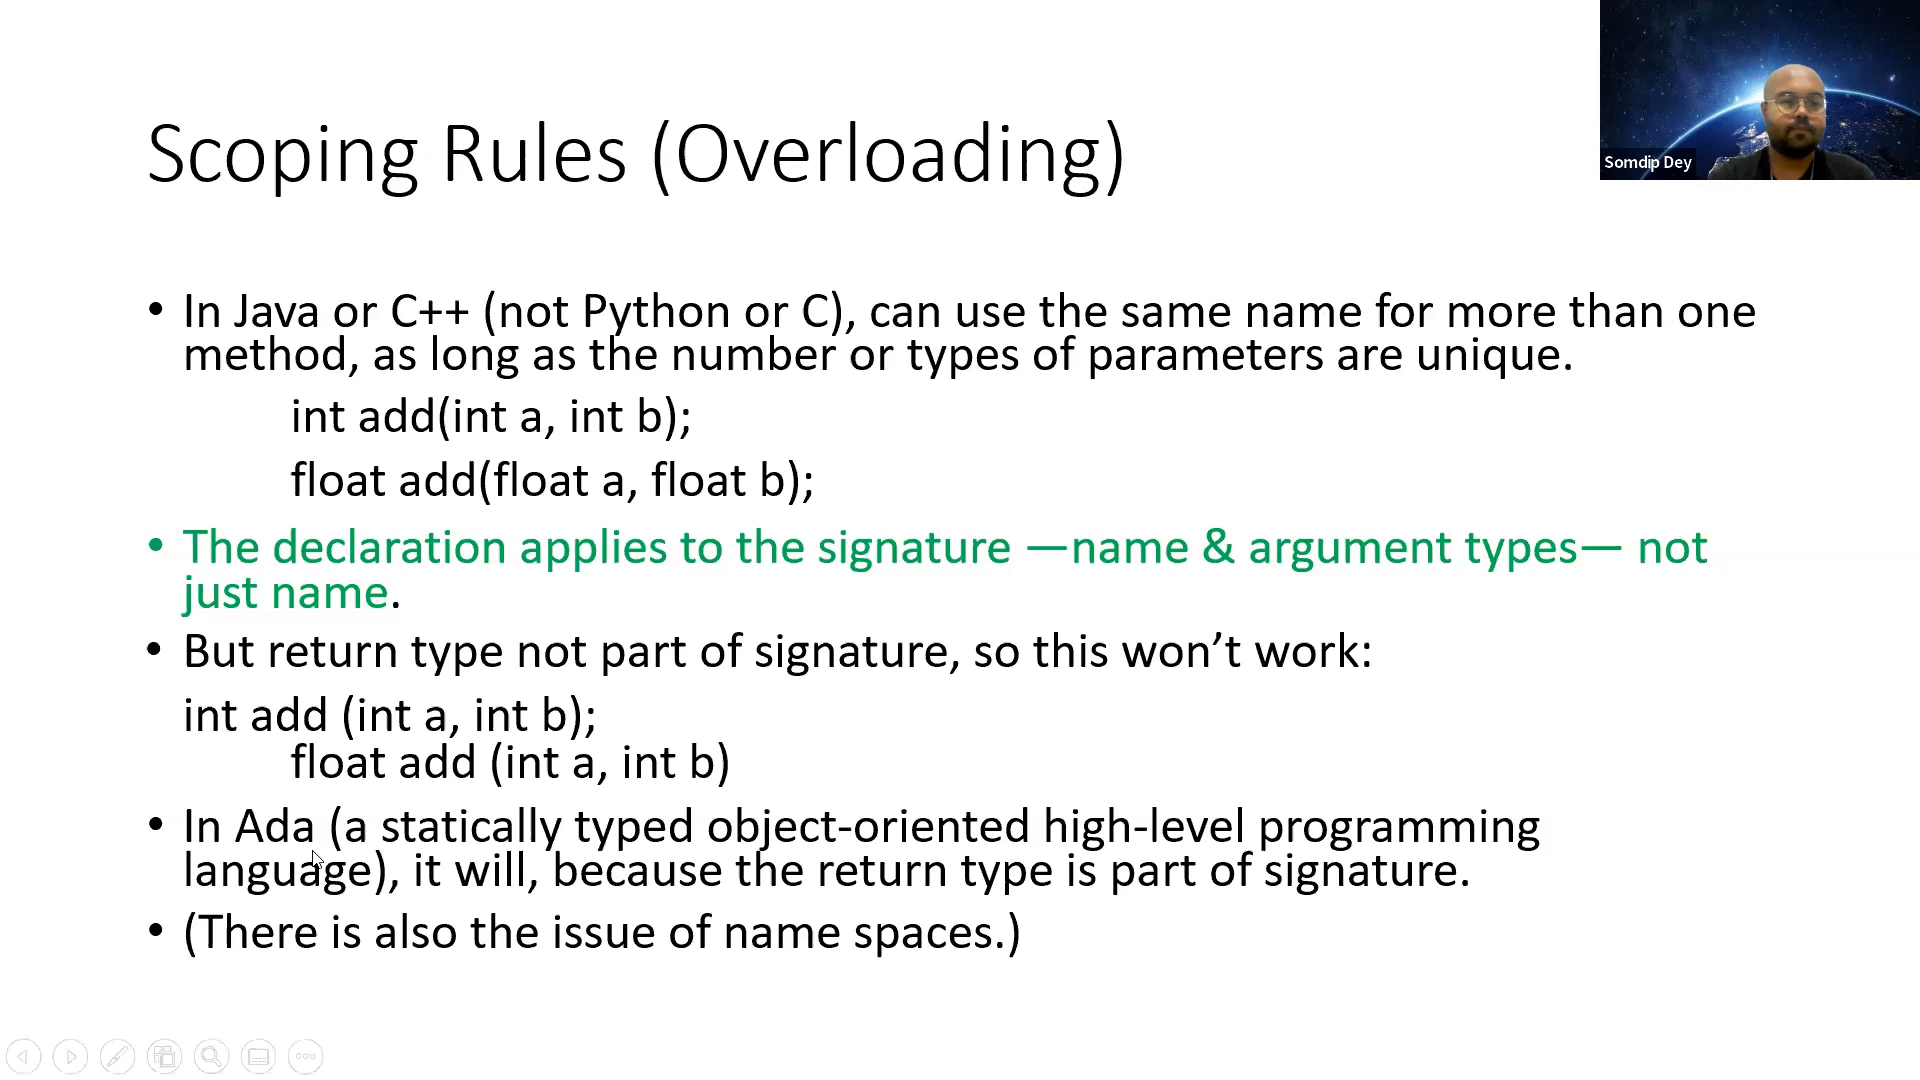 Somdip Dey
Scoping Rules (Overloading)
• In Java or C++ (not Python or C), can use the same name for more than one
method, as long as the number or types of parameters are unique.
int add(int a, int b);
float add(float a, float b);
• The declaration applies to the signature —name & argument types— not
just name.
• But return type not part of signature, so this won’t work:
int add (int a, int b);
float add (int a, int b)
• In Ada (a statically typed object-oriented high-level programming
language), it will, because the return type is part of signature.
• (There is also the issue of name spaces.)